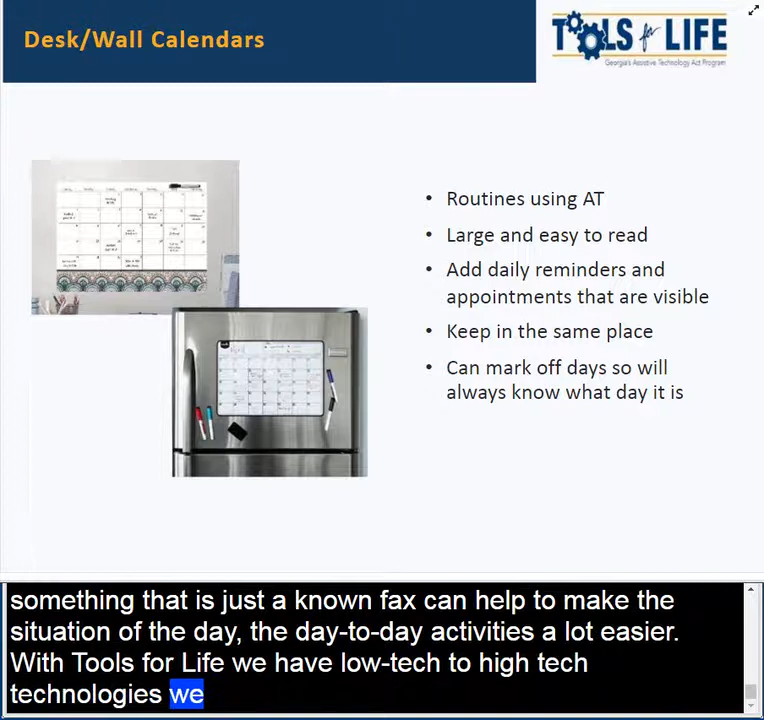 Desk/Wall Calendars
TOOLS for LIFE
Georgia's Assistive Technology Act Program
• Routines using AT
• Large and easy to read
• Add daily reminders and
appointments that are visible
• Keep in the same place
• Can mark off days so will
always know what day it is
something that is just a known fax can help to make the
situation of the day, the day-to-day activities a lot easier.
With Tools for Life we have low-tech to high tech
technologies we